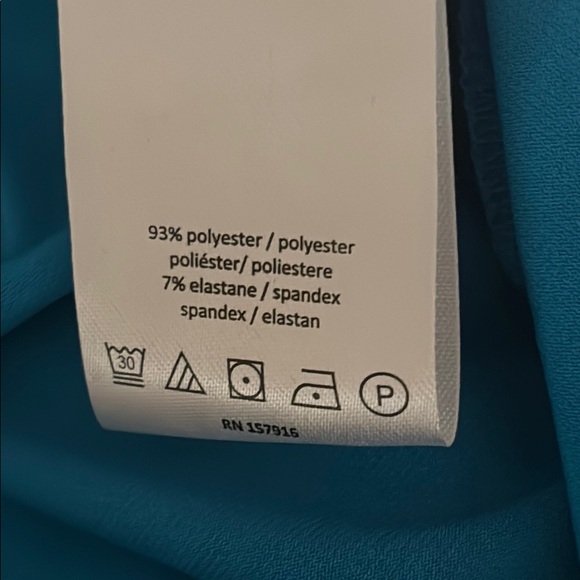 93% polyester / polyester
poliéster/ poliestere
7% elastane / spandex
spandex / elastan
30
P
RN 157916